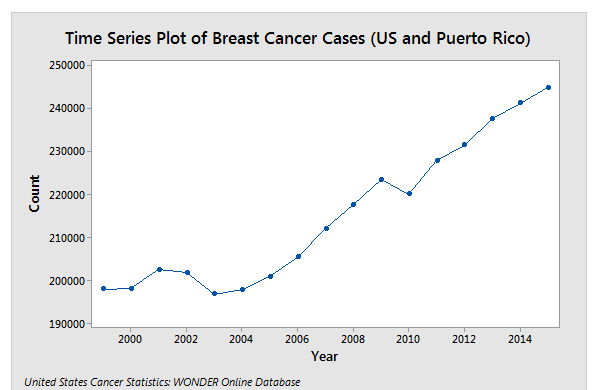 Time Series Plot of Breast Cancer Cases (US and Puerto Rico)
250000
240000
230000
220000
210000
200000
190000
Count
2000 2002 2004 2006 2008 2010 2012 2014
Year
United States Cancer Statistics: WONDER Online Database